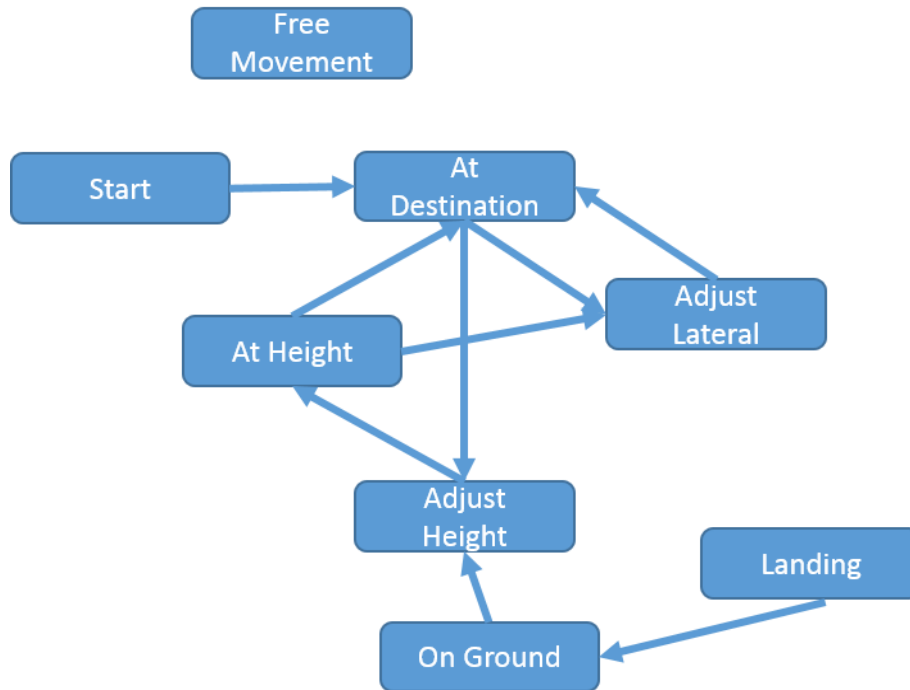 Free
Movement
Start
At
Destination
Adjust
Lateral
At Height
Adjust
Height
Landing
On Ground